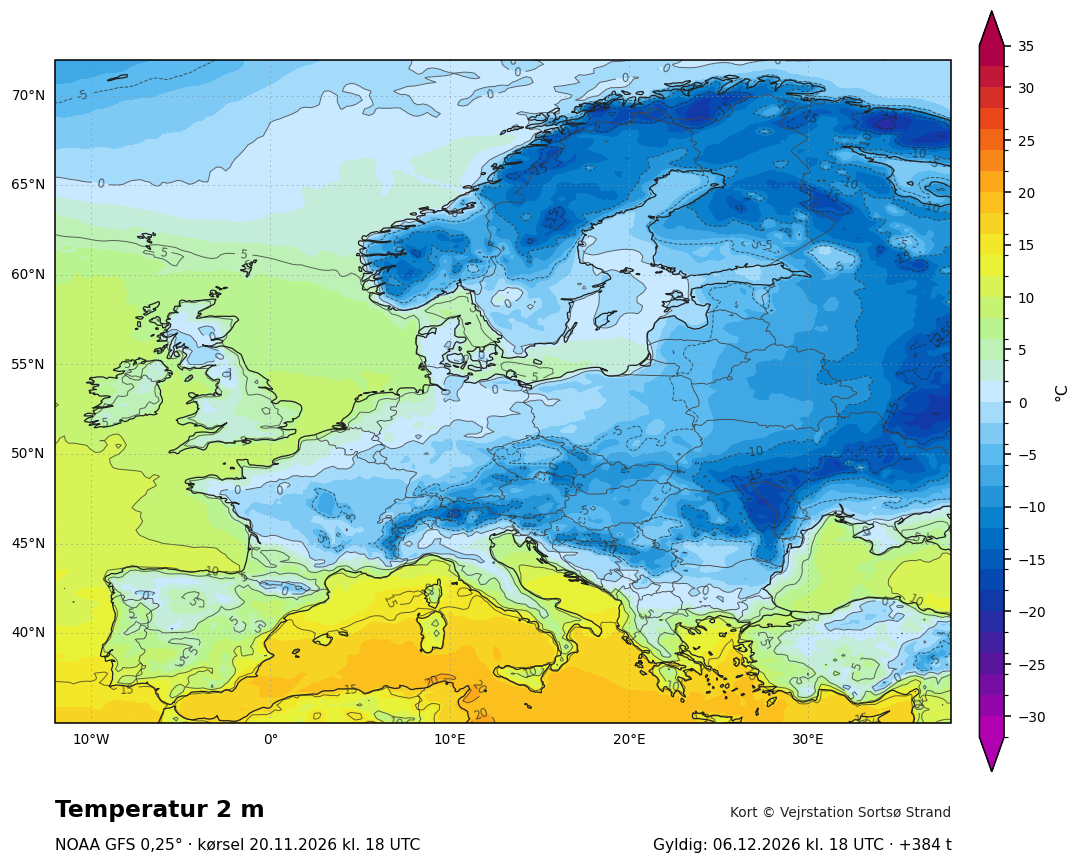 70°N
65°N
60°N
55°N
50°N
45°N
40°N
10°W
0°
10°E
20°E
30°E
35
30
25
20
15
10
5
0
−5
−10
−15
−20
−25
−30
°C
Temperatur 2 m
Kort © Vejrstation Sortsø Strand
NOAA GFS 0,25° · kørsel 20.11.2026 kl. 18 UTC
Gyldig: 06.12.2026 kl. 18 UTC · +384 t